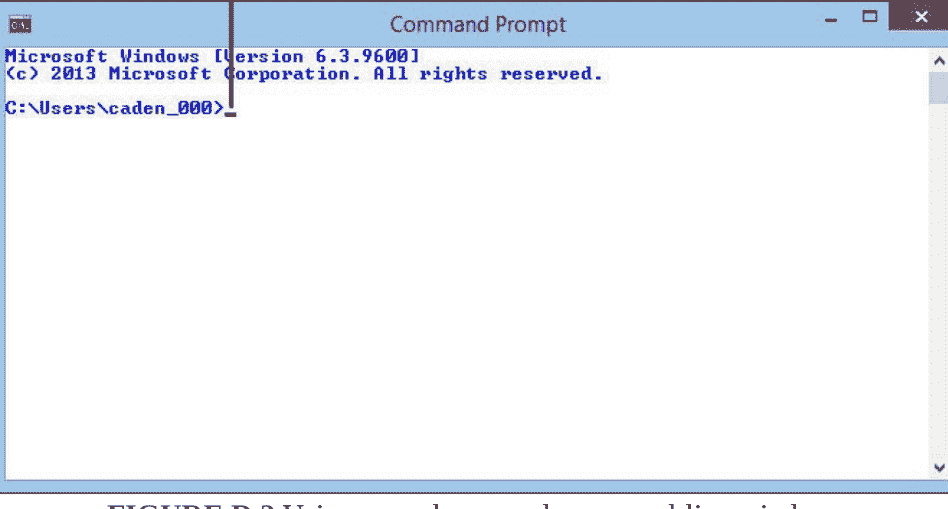 Command Prompt
Microsoft Windows [Version 6.3.9600]
(c) 2013 Microsoft Corporation. All rights reserved.
C:\Users\caden_000>_